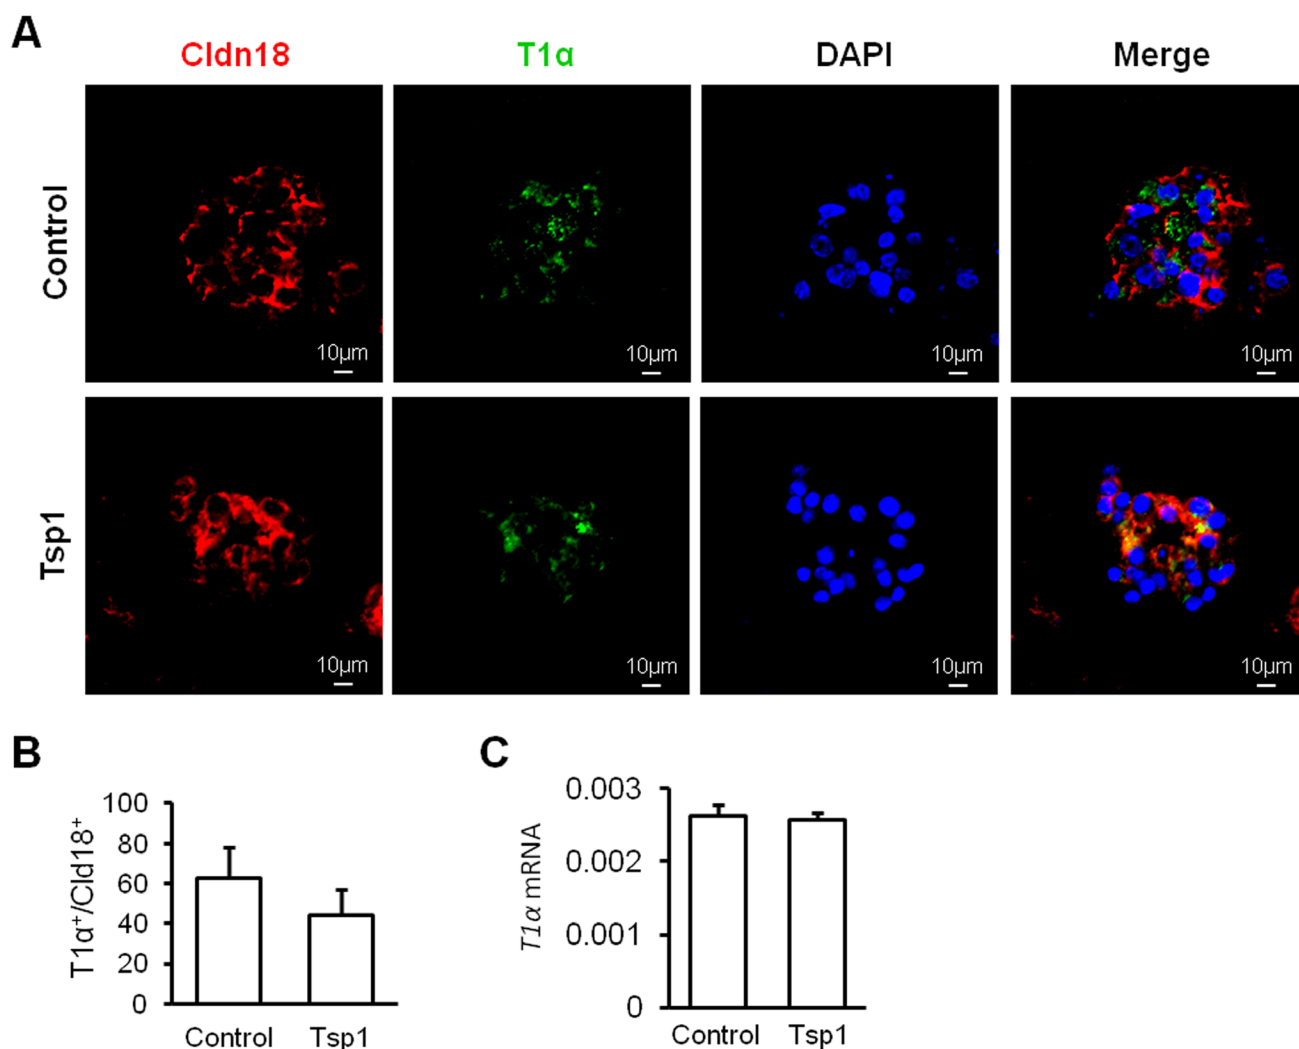 A
Cldn18 T1α DAPI Merge
Control
10μm 10μm 10μm 10μm
Tsp1
10μm 10μm 10μm 10μm
B
T1α⁺/Cld18⁺
100
80
60
40
20
0
Control Tsp1
C
T1α mRNA
0.003
0.002
0.001
0
Control Tsp1